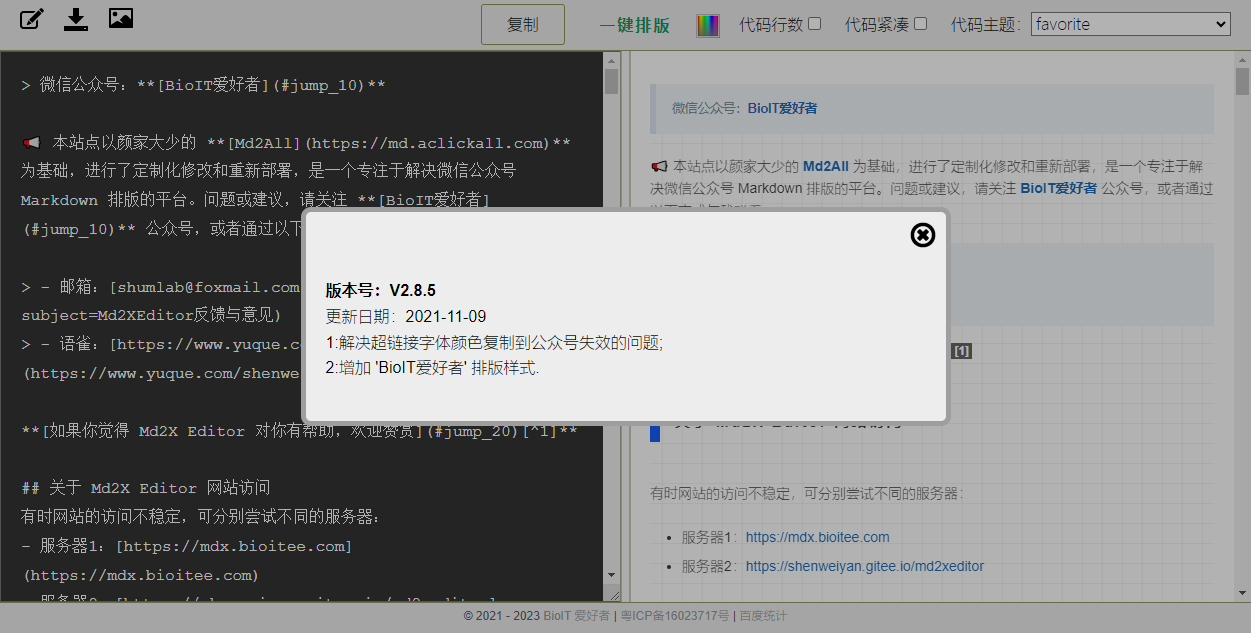 复制
一键排版
代码行数
代码紧凑
代码主题：
favorite
> 微信公众号：**[BioIT爱好者](#jump_10)**
📢 本站点以颜家大少的 **[Md2All](https://md.aclickall.com)**
为基础，进行了定制化修改和重新部署，是一个专注于解决微信公众号
Markdown 排版的平台。问题或建议，请关注 **[BioIT爱好者]
(#jump_10)** 公众号，或者通过以下
> - 邮箱：[shumlab@foxmail.com
subject=Md2XEditor反馈与意见)
> - 语雀：[https://www.yuque.co
(https://www.yuque.com/shenwe
**[如果你觉得 Md2X Editor 对你有帮助，欢迎赞赏](#jump_20)[^1]**
## 关于 Md2X Editor 网站访问
有时网站的访问不稳定，可分别尝试不同的服务器：
- 服务器1：[https://mdx.bioitee.com]
(https://mdx.bioitee.com)
微信公众号：BioIT爱好者
📢 本站点以颜家大少的 Md2All 为基础，进行了定制化修改和重新部署，是一个专注于解
决微信公众号 Markdown 排版的平台。问题或建议，请关注 BioIT爱好者 公众号，或者通过
[1]
版本号：V2.8.5
更新日期：2021-11-09
1:解决超链接字体颜色复制到公众号失效的问题;
2:增加 'BioIT爱好者' 排版样式.
有时网站的访问不稳定，可分别尝试不同的服务器：
• 服务器1：https://mdx.bioitee.com
• 服务器2：https://shenweiyan.gitee.io/md2xeditor
© 2021 - 2023 BioIT 爱好者 | 粤ICP备16023717号 | 百度统计